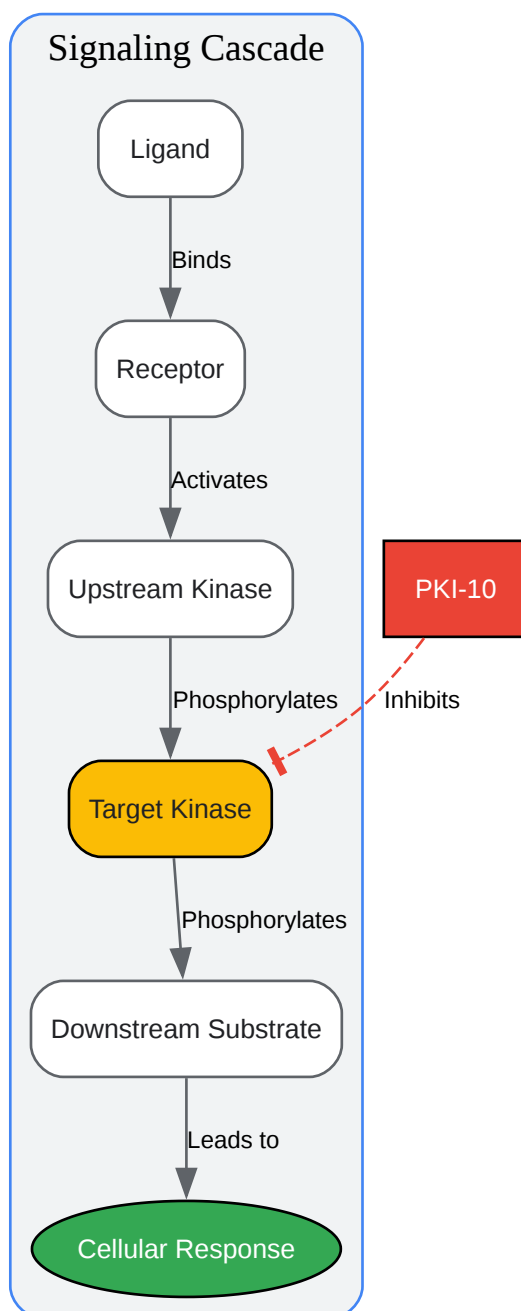 Signaling Cascade
Ligand
Binds
Receptor
Activates
Upstream Kinase
PKI-10
Phosphorylates
Inhibits
Target Kinase
Phosphorylates
Downstream Substrate
Leads to
Cellular Response